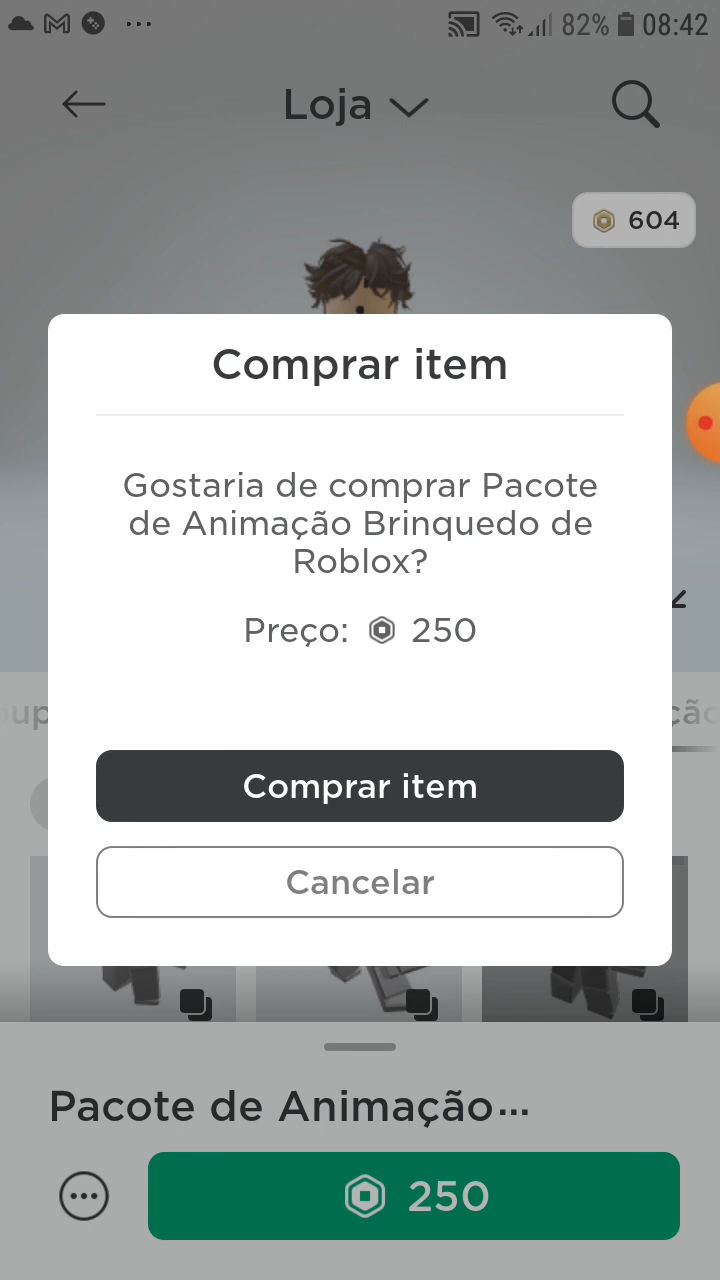 82% 08:42
Loja
604
Comprar item
Gostaria de comprar Pacote
de Animação Brinquedo de
Roblox?
Preço: 250
Comprar item
Cancelar
Pacote de Animação...
250